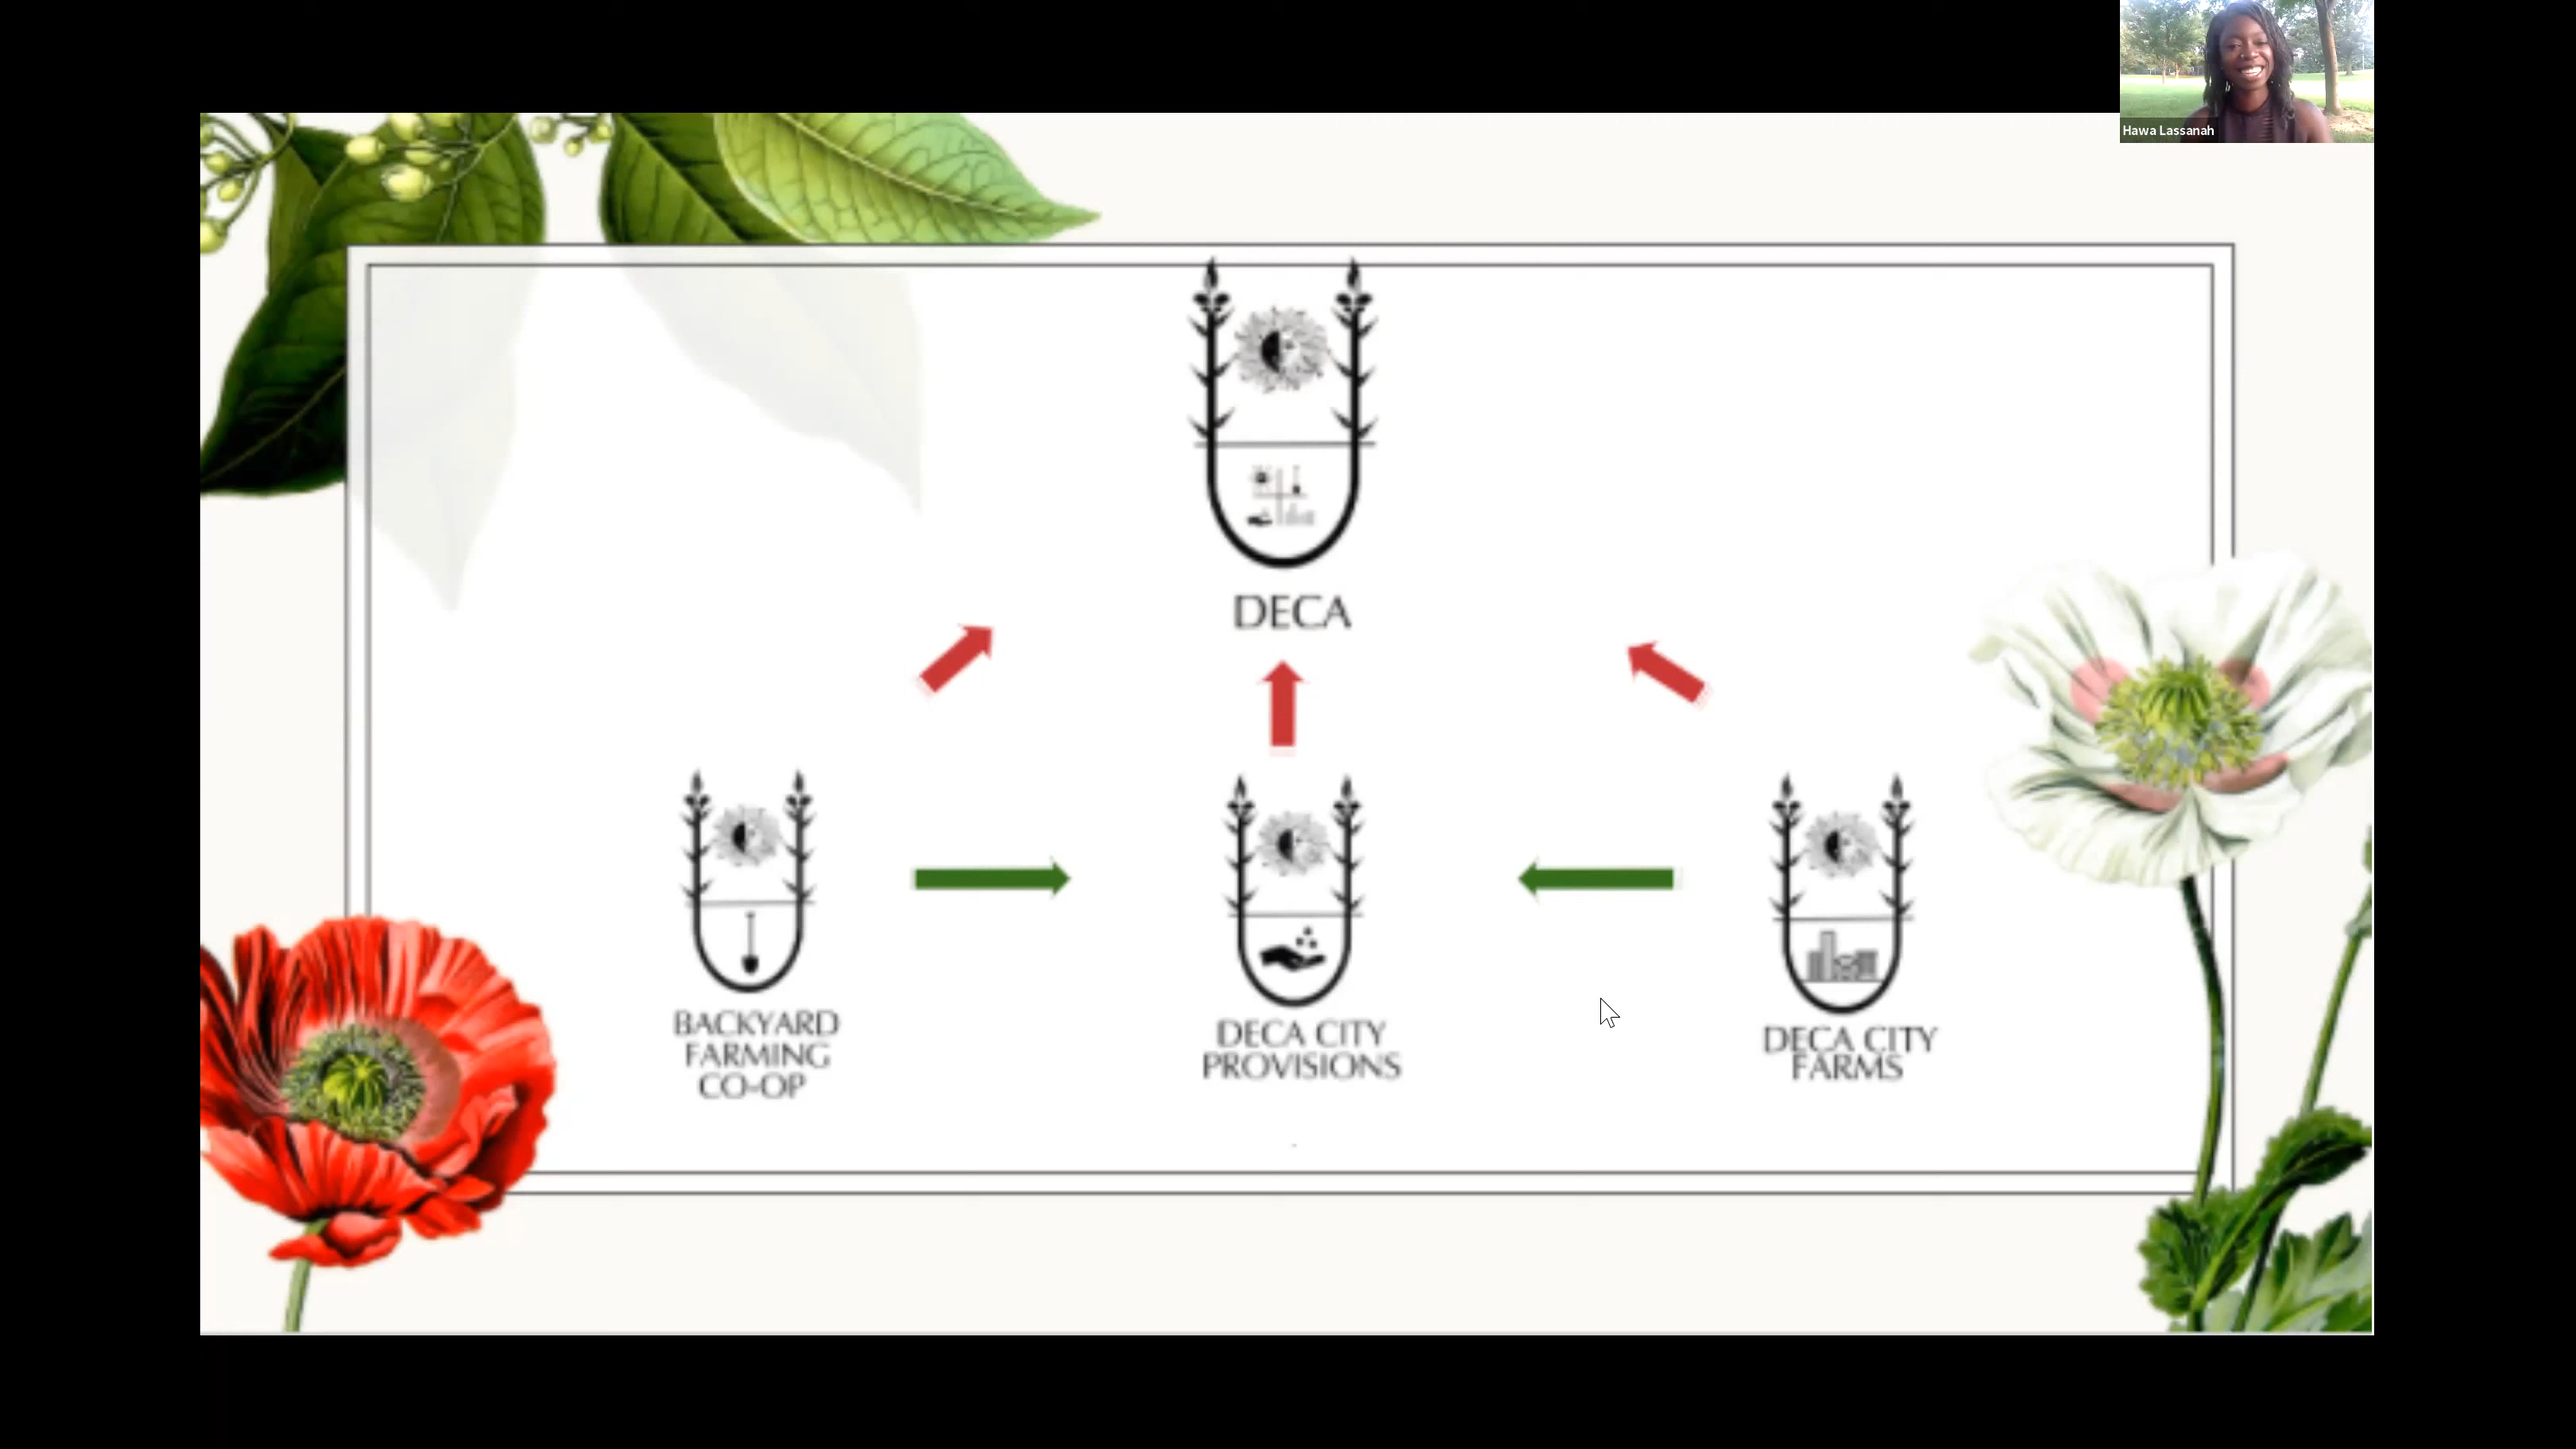 Hawa Lassanah
DECA
BACKYARD
FARMING
CO-OP
DECA CITY
PROVISIONS
DECA CITY
FARMS